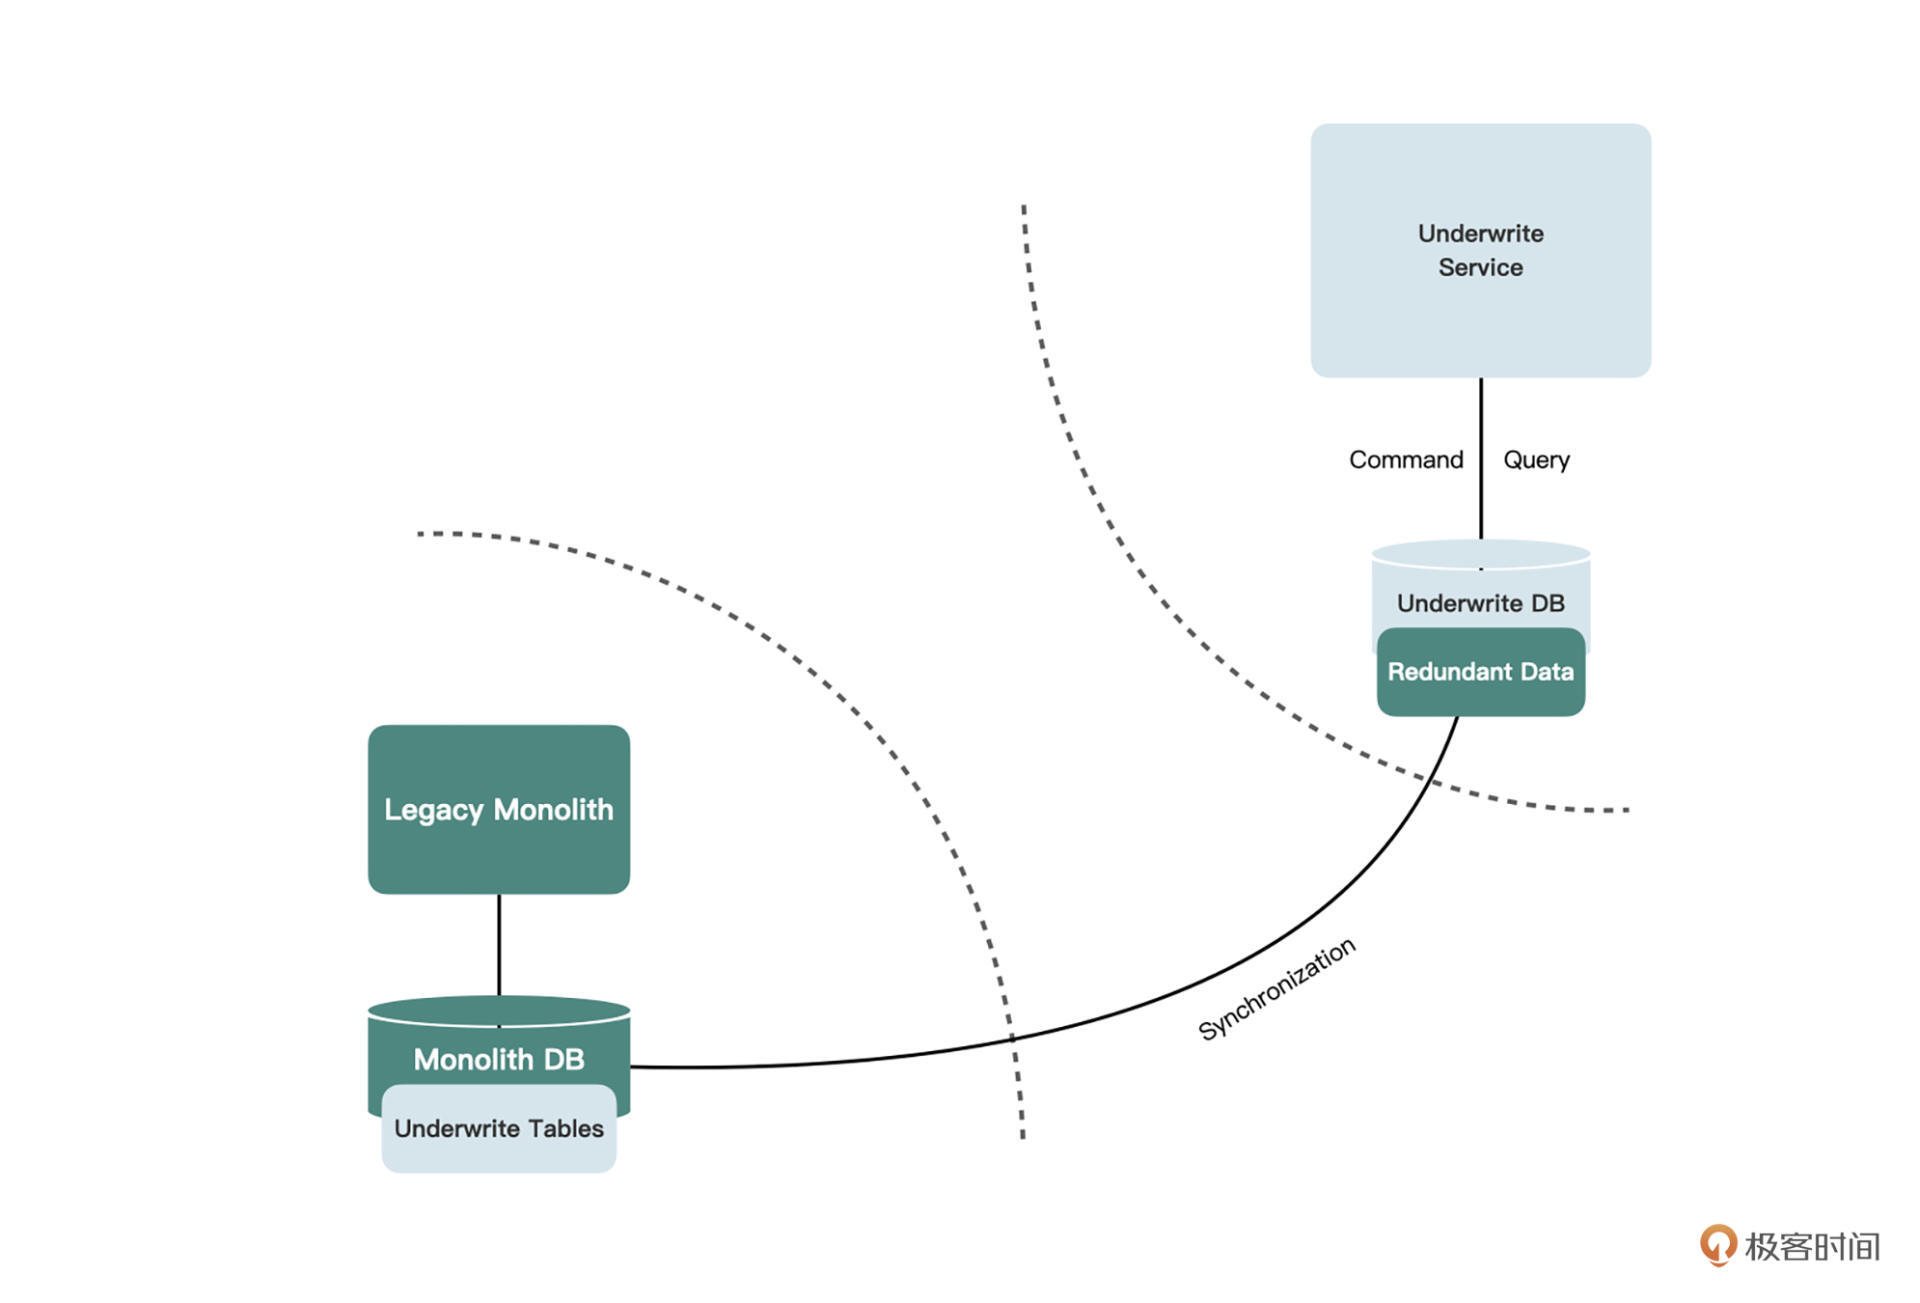 Underwrite
Service
Command
Query
Underwrite DB
Redundant Data
Legacy Monolith
Synchronization
Monolith DB
Underwrite Tables
极客时间